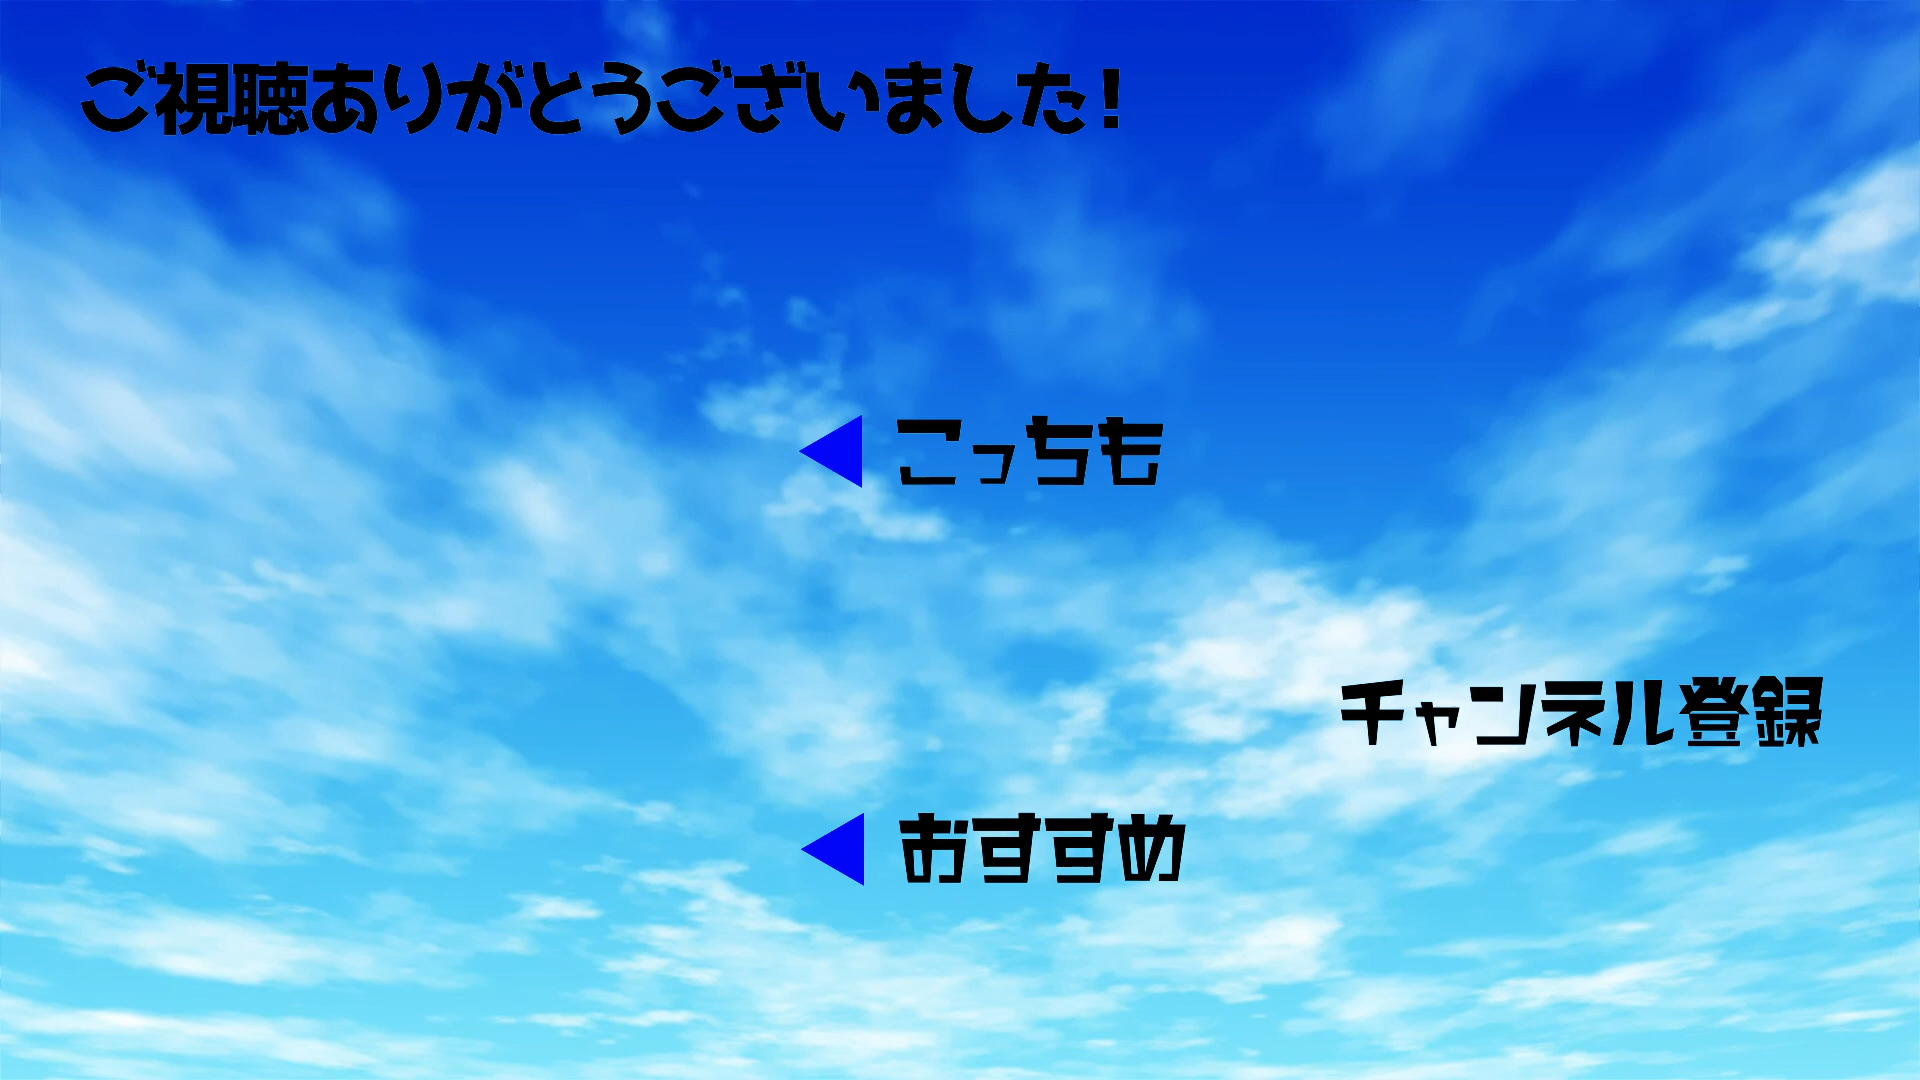 ご視聴ありがとうございました!
こっちも
チャンネル登録
おすすめ